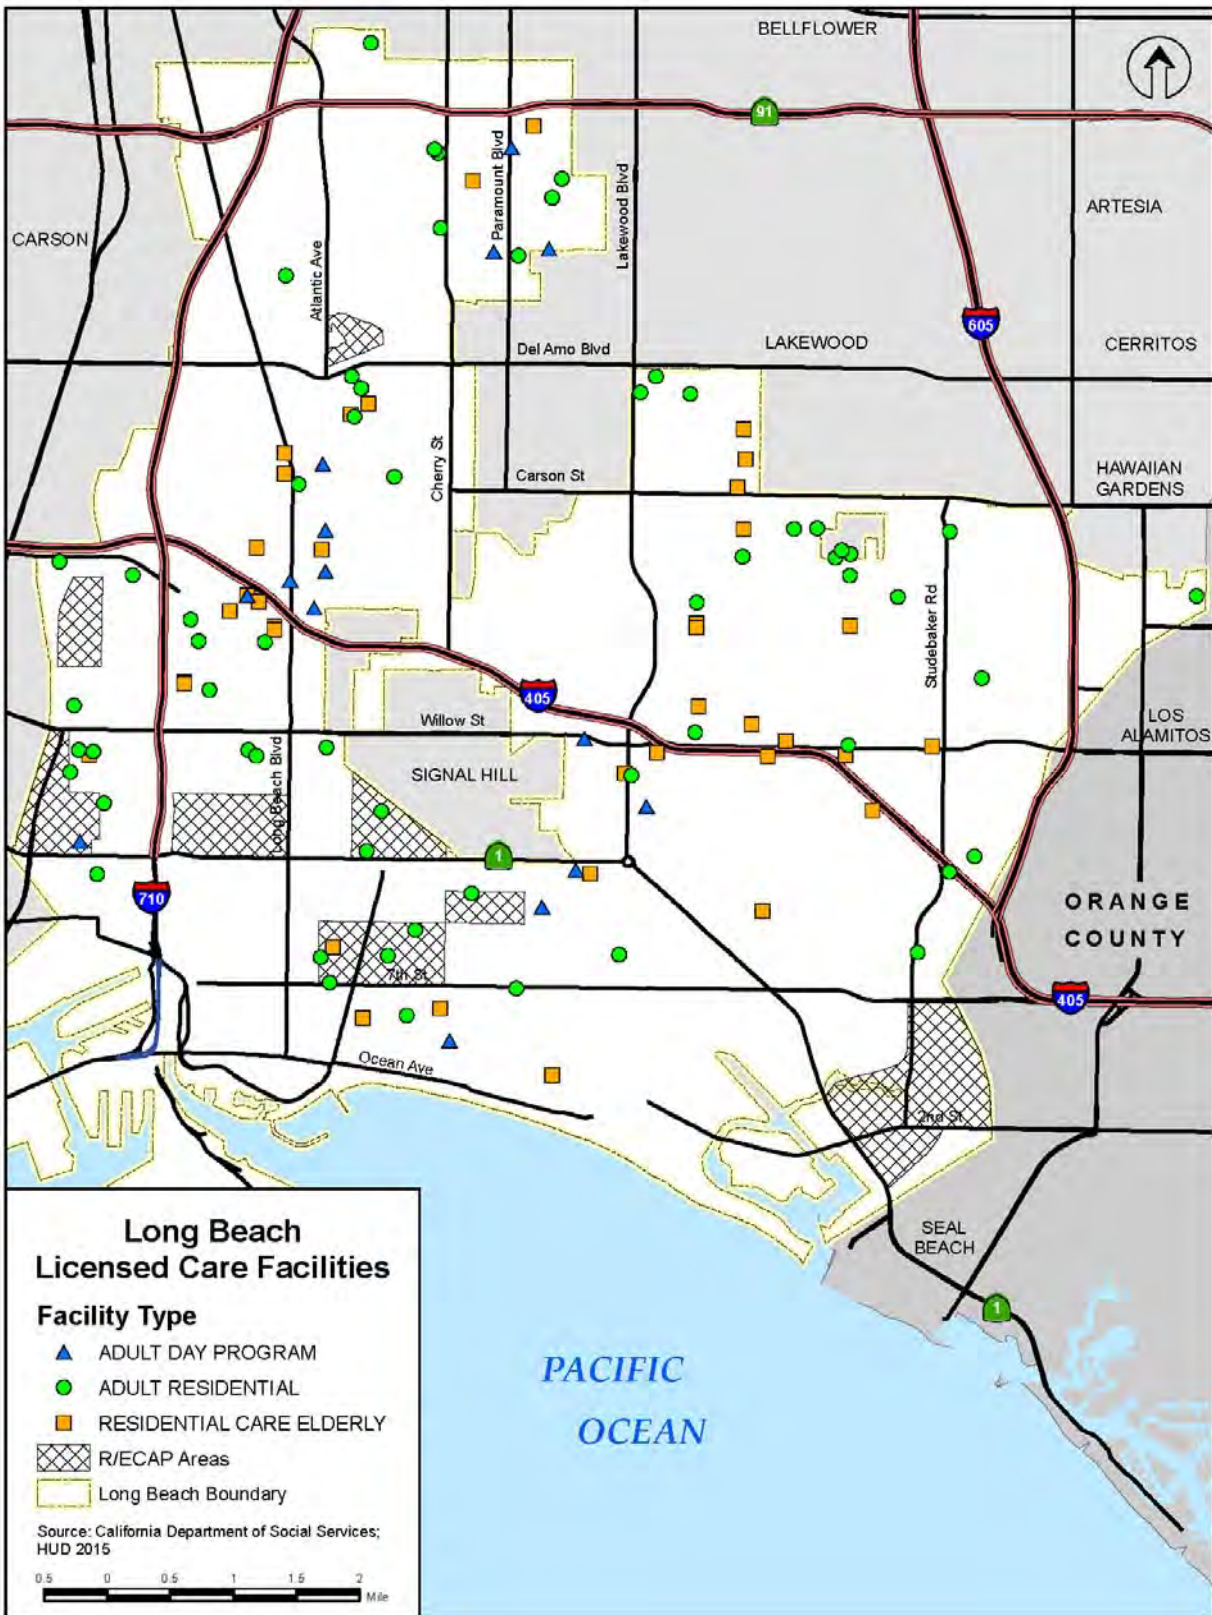 BELLFLOWER
91
Paramount Blvd
Lakewood Blvd
ARTESIA
CARSON
Atlantic Ave
605
Del Amo Blvd
LAKEWOOD
CERRITOS
Cherry St
Carson St
HAWAIIAN
GARDENS
Studebaker Rd
405
Willow St
LOS
ALAMITOS
Long Beach Blvd
SIGNAL HILL
1
710
ORANGE
COUNTY
7th St
405
Ocean Ave
2nd St
SEAL
BEACH
1
PACIFIC
OCEAN
Long Beach
Licensed Care Facilities
Facility Type
ADULT DAY PROGRAM
ADULT RESIDENTIAL
RESIDENTIAL CARE ELDERLY
R/ECAP Areas
Long Beach Boundary
Source: California Department of Social Services;
HUD 2015
0.5 0 0.5 1 1.5 2
Mile